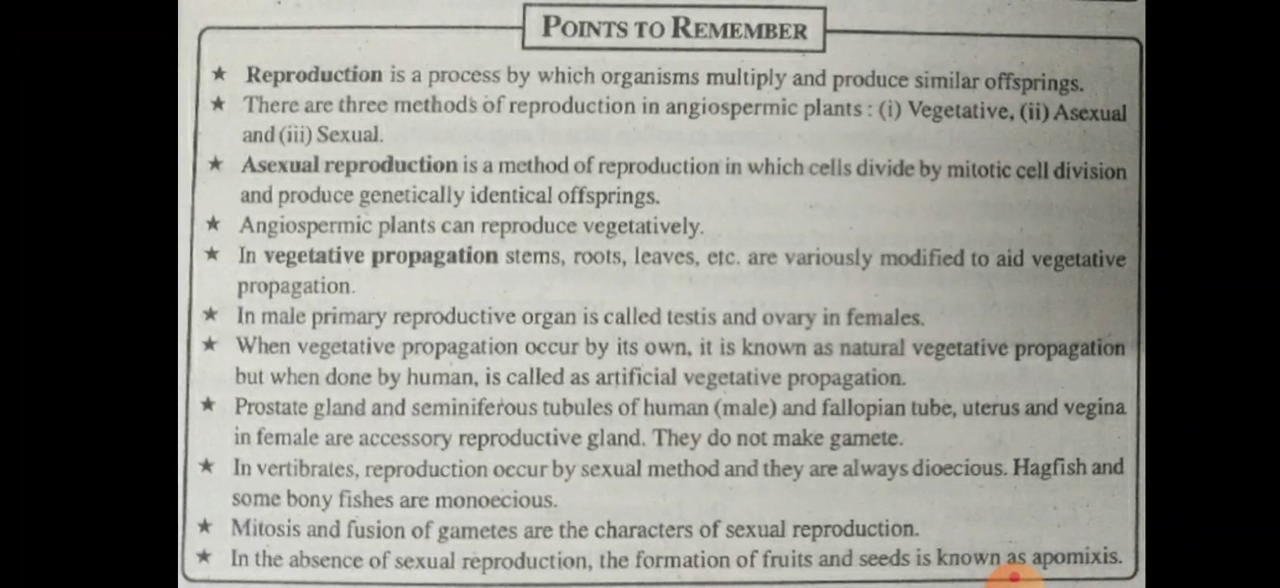 POINTS TO REMEMBER
★ Reproduction is a process by which organisms multiply and produce similar offsprings.
★ There are three methods of reproduction in angiospermic plants : (i) Vegetative, (ii) Asexual
and (iii) Sexual.
★ Asexual reproduction is a method of reproduction in which cells divide by mitotic cell division
and produce genetically identical offsprings.
★ Angiospermic plants can reproduce vegetatively.
★ In vegetative propagation stems, roots, leaves, etc. are variously modified to aid vegetative
propagation.
★ In male primary reproductive organ is called testis and ovary in females.
★ When vegetative propagation occur by its own, it is known as natural vegetative propagation
but when done by human, is called as artificial vegetative propagation.
★ Prostate gland and seminiferous tubules of human (male) and fallopian tube, uterus and vegina
in female are accessory reproductive gland. They do not make gamete.
★ In vertibrates, reproduction occur by sexual method and they are always dioecious. Hagfish and
some bony fishes are monoecious.
★ Mitosis and fusion of gametes are the characters of sexual reproduction.
★ In the absence of sexual reproduction, the formation of fruits and seeds is known as apomixis.